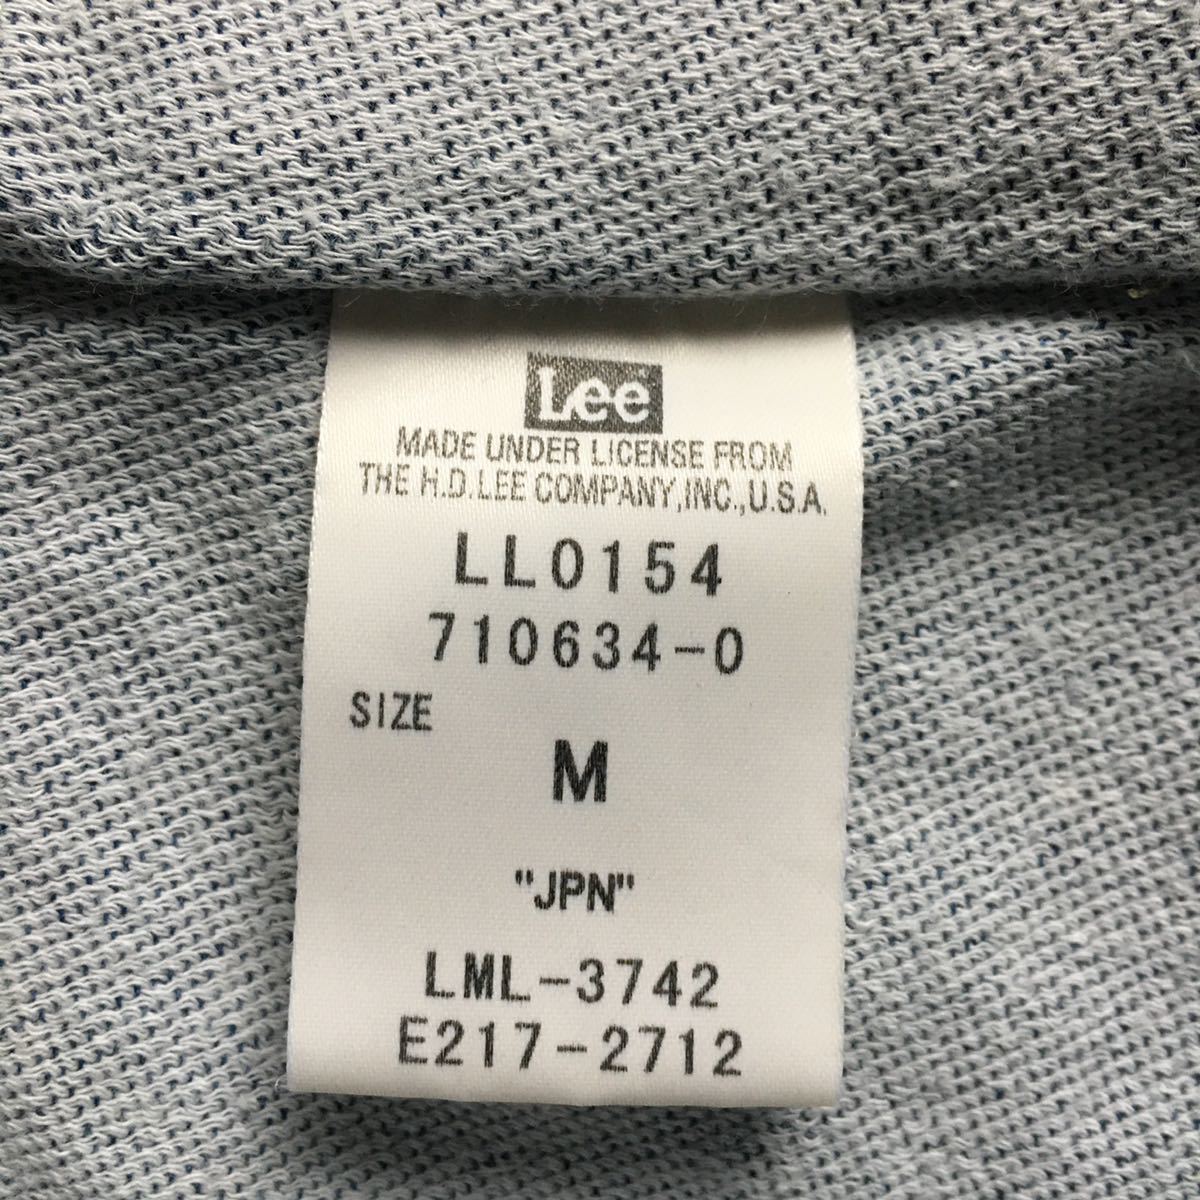 Lee
MADE UNDER LICENSE FROM
THE H.D.LEE COMPANY,INC.,U.S.A.
LL0154
710634-0
SIZE
M
"JPN"
LML-3742
E217-2712